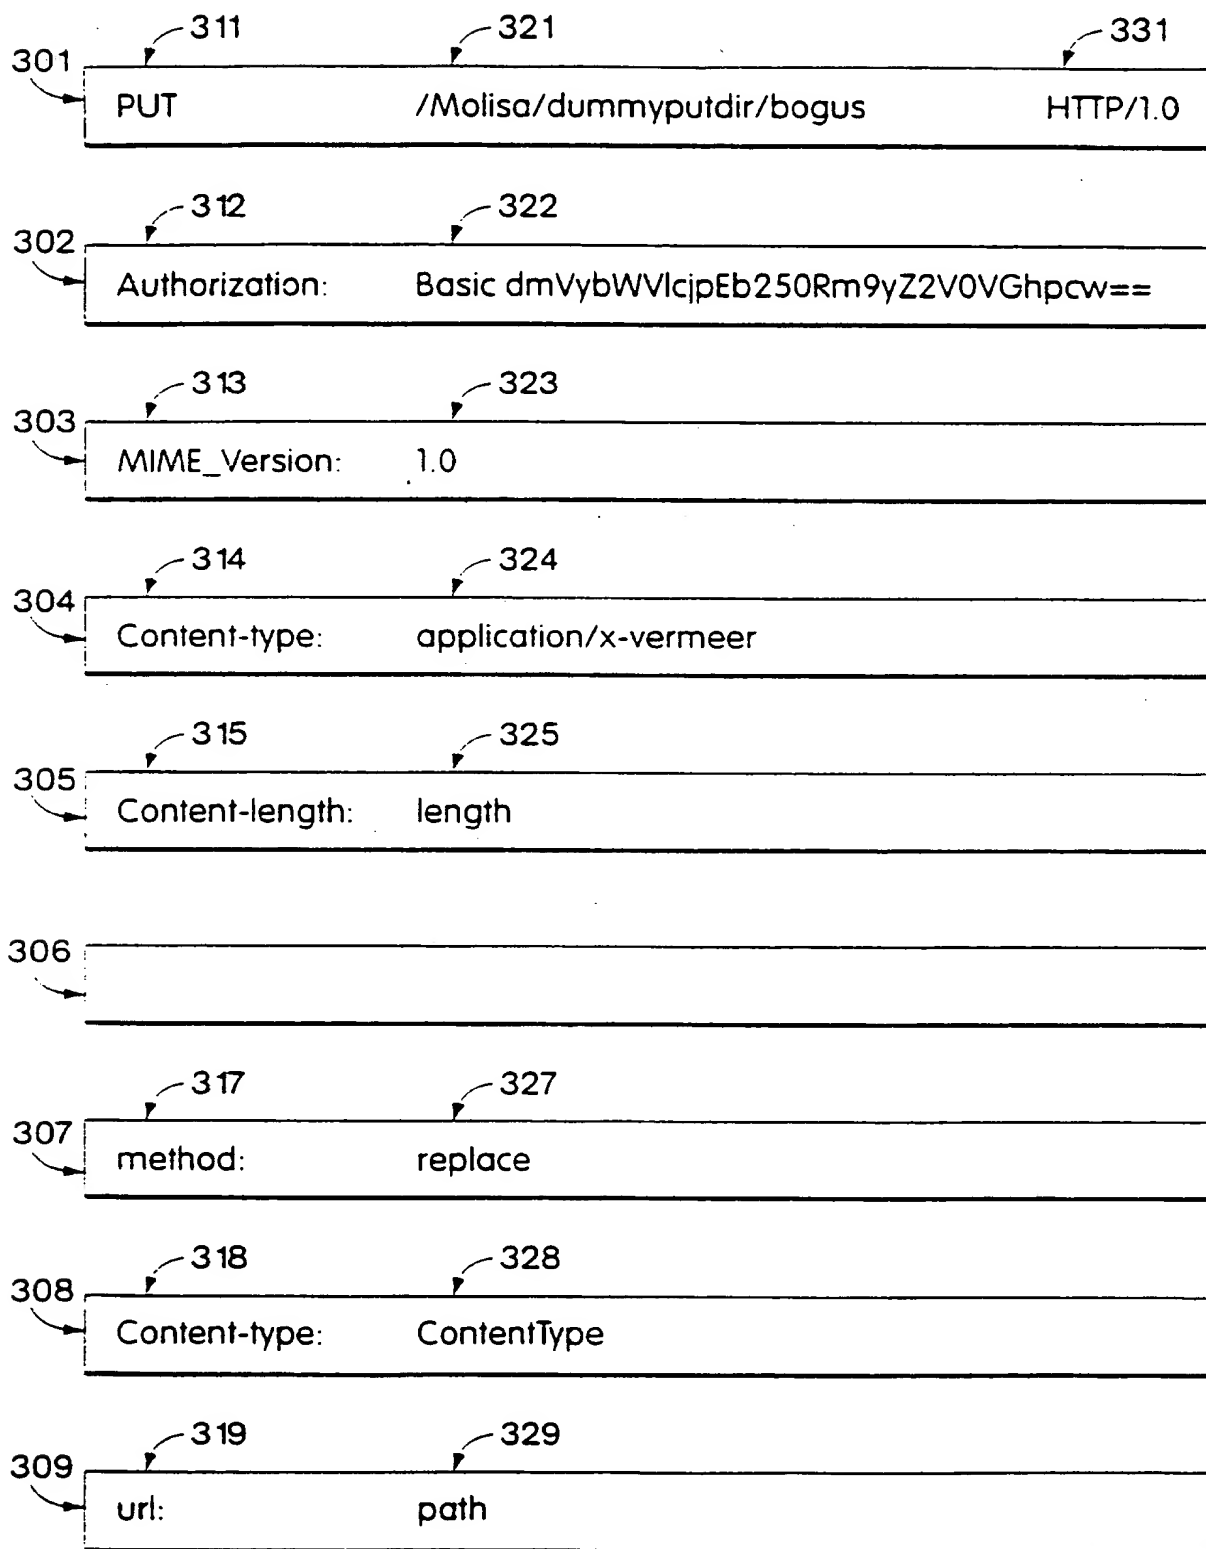 311 321 331
301
PUT /Molisa/dummyputdir/bogus HTTP/1.0
312 322
302
Authorization: Basic dmVybWVlcjpEb250Rm9yZ2V0VGhpcw==
313 323
303
MIME_Version: 1.0
314 324
304
Content-type: application/x-vermeer
315 325
305
Content-length: length
306
317 327
307
method: replace
318 328
308
Content-type: ContentType
319 329
309
url: path